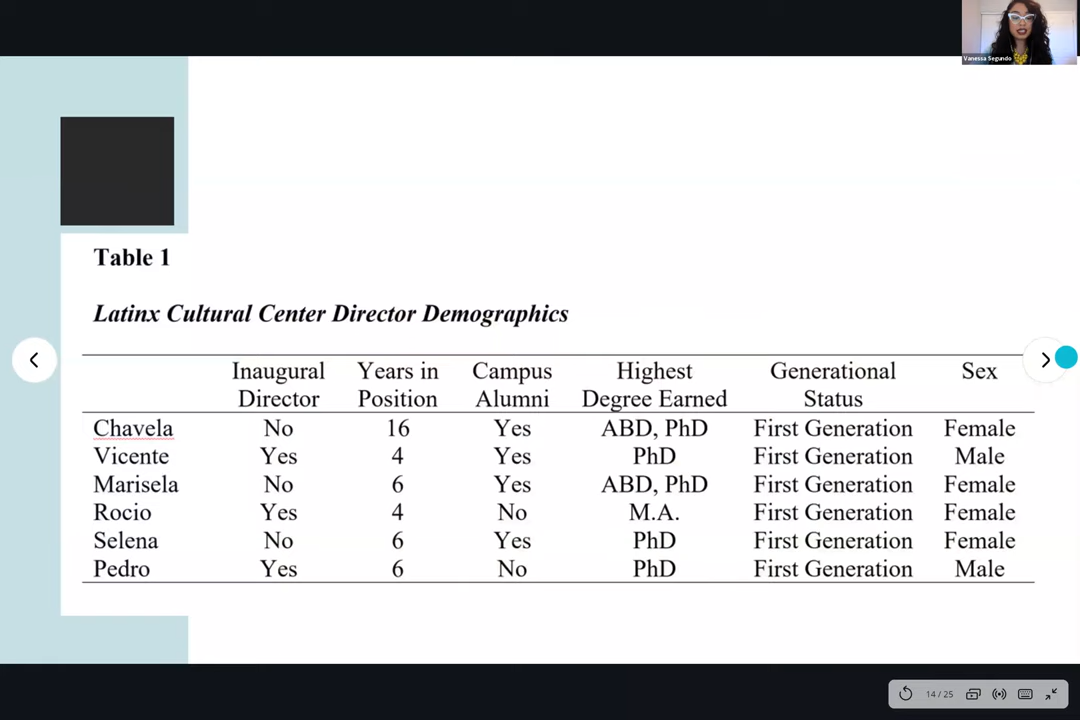 Vanessa Segundo
Table 1
Latinx Cultural Center Director Demographics
Inaugural Director Years in Position Campus Alumni Highest Degree Earned Generational Status Sex
Chavela No 16 Yes ABD, PhD First Generation Female
Vicente Yes 4 Yes PhD First Generation Male
Marisela No 6 Yes ABD, PhD First Generation Female
Rocio Yes 4 No M.A. First Generation Female
Selena No 6 Yes PhD First Generation Female
Pedro Yes 6 No PhD First Generation Male
14 / 25